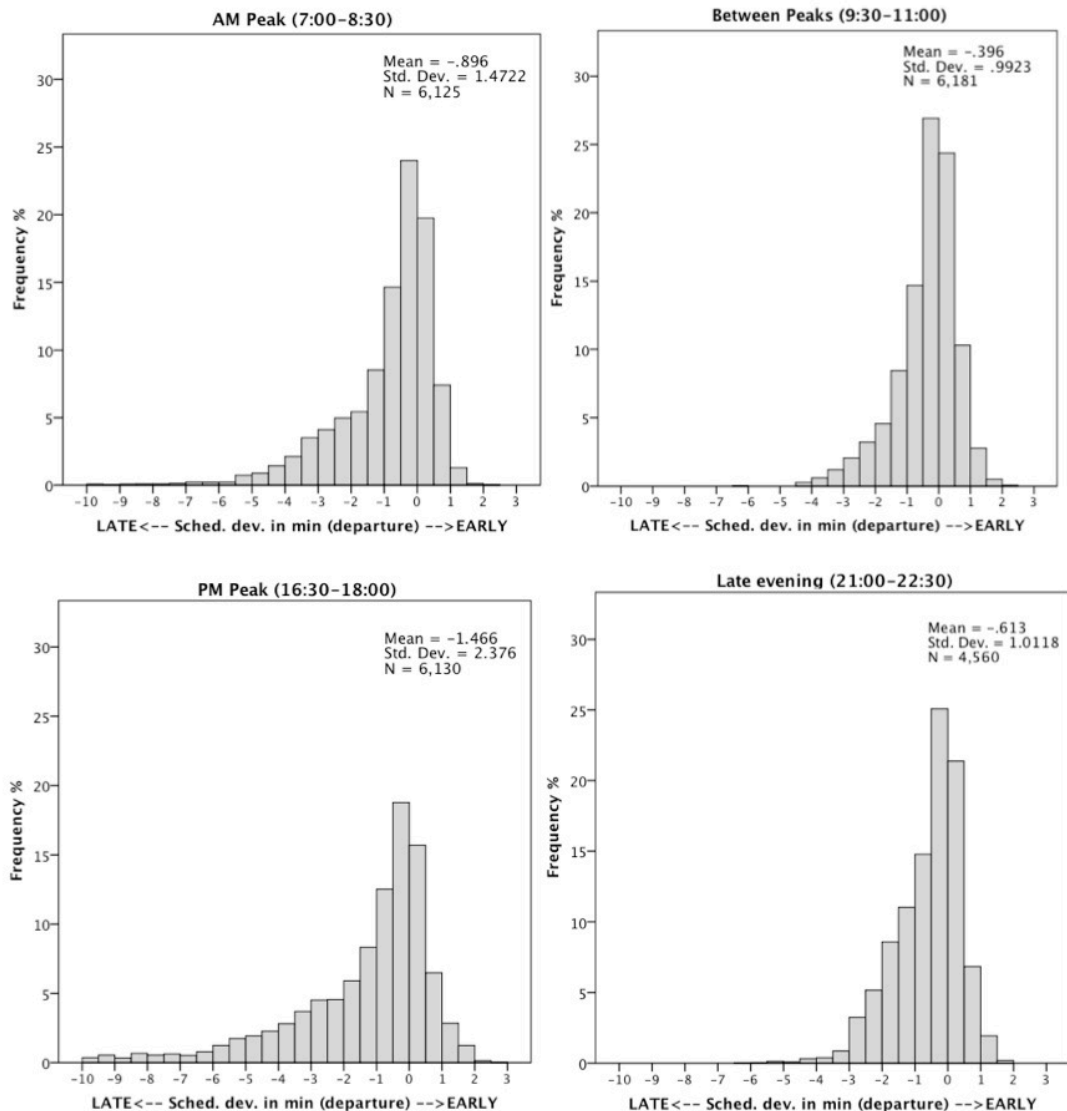 AM Peak (7:00-8:30)
Mean = -.896
Std. Dev. = 1.4722
N = 6,125
30
25
20
15
10
5
0
Frequency %
-10 -9 -8 -7 -6 -5 -4 -3 -2 -1 0 1 2 3
LATE<-- Sched. dev. in min (departure) -->EARLY
Between Peaks (9:30-11:00)
Mean = -.396
Std. Dev. = .9923
N = 6,181
30
25
20
15
10
5
0
Frequency %
-10 -9 -8 -7 -6 -5 -4 -3 -2 -1 0 1 2 3
LATE<-- Sched. dev. in min (departure) -->EARLY
PM Peak (16:30-18:00)
Mean = -1.466
Std. Dev. = 2.376
N = 6,130
30
25
20
15
10
5
0
Frequency %
-10 -9 -8 -7 -6 -5 -4 -3 -2 -1 0 1 2 3
LATE<-- Sched. dev. in min (departure) -->EARLY
Late evening (21:00-22:30)
Mean = -.613
Std. Dev. = 1.0118
N = 4,560
30
25
20
15
10
5
0
Frequency %
-10 -9 -8 -7 -6 -5 -4 -3 -2 -1 0 1 2 3
LATE<-- Sched. dev. in min (departure) -->EARLY